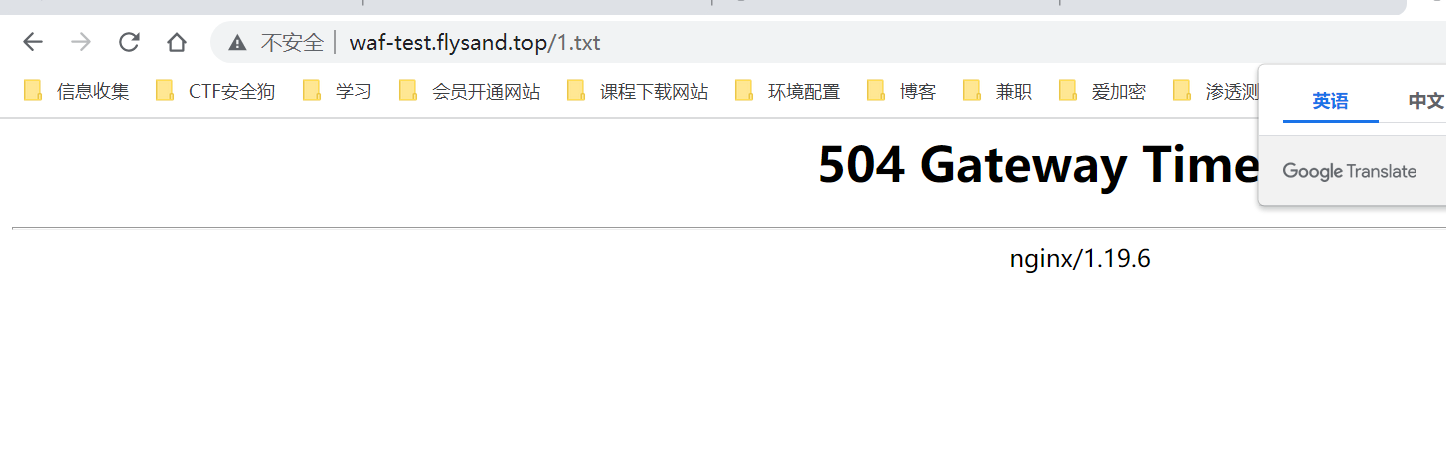 不安全 | waf-test.flysand.top/1.txt
信息收集 CTF安全狗 学习 会员开通网站 课程下载网站 环境配置 博客 兼职 爱加密 渗透测
英语 中文
504 Gateway Time
Google Translate
nginx/1.19.6